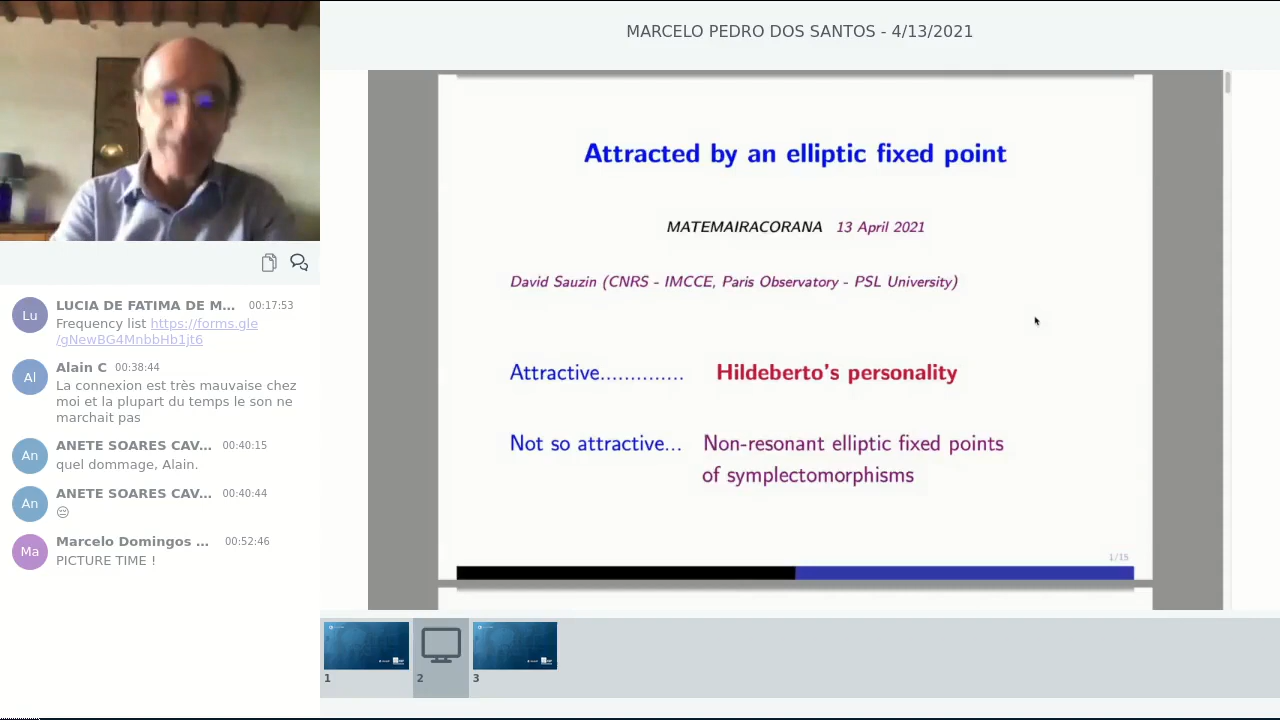 MARCELO PEDRO DOS SANTOS - 4/13/2021
Attracted by an elliptic fixed point
MATEMAIRACORANA 13 April 2021
David Sauzin (CNRS - IMCCE, Paris Observatory - PSL University)
Attractive.............. Hildeberto's personality
Not so attractive... Non-resonant elliptic fixed points
of symplectomorphisms
1/15
Lu
LUCIA DE FATIMA DE M... 00:17:53
Frequency list https://forms.gle
/gNewBG4MnbbHb1jt6
Al
Alain C 00:38:44
La connexion est très mauvaise chez
moi et la plupart du temps le son ne
marchait pas
An
ANETE SOARES CAV... 00:40:15
quel dommage, Alain.
An
ANETE SOARES CAV... 00:40:44
Ma
Marcelo Domingos ... 00:52:46
PICTURE TIME !
1
2
3